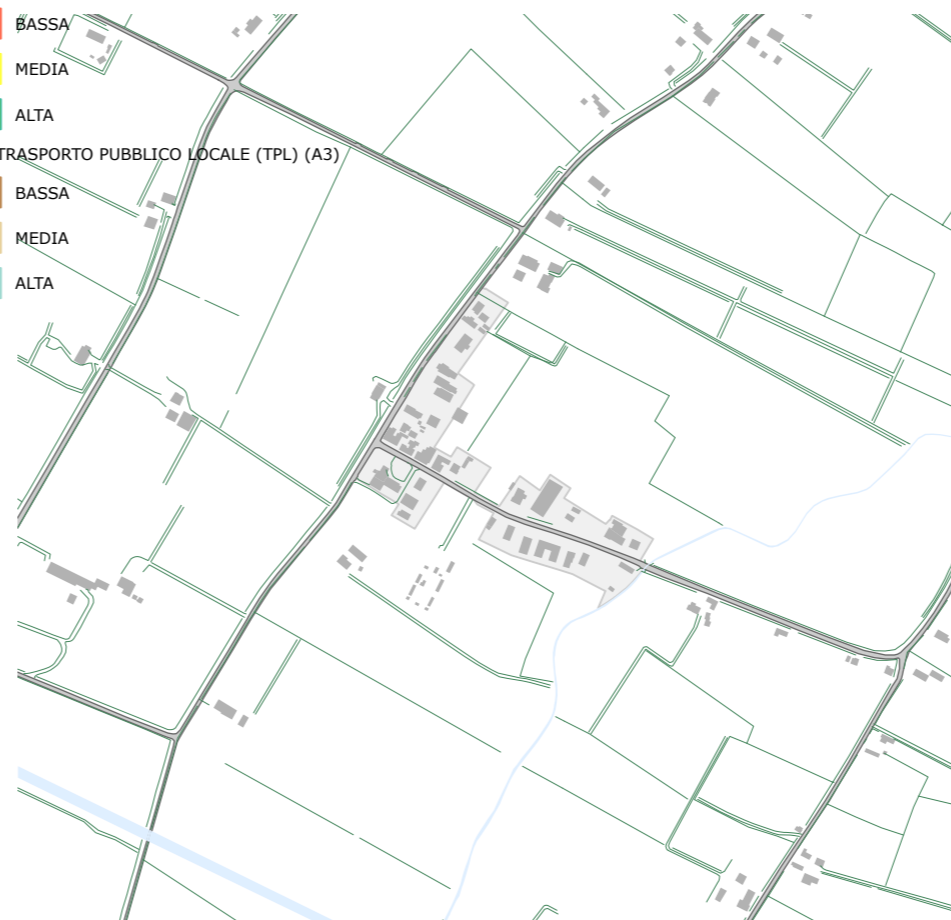 BASSA
MEDIA
ALTA
TRASPORTO PUBBLICO LOCALE (TPL) (A3)
BASSA
MEDIA
ALTA